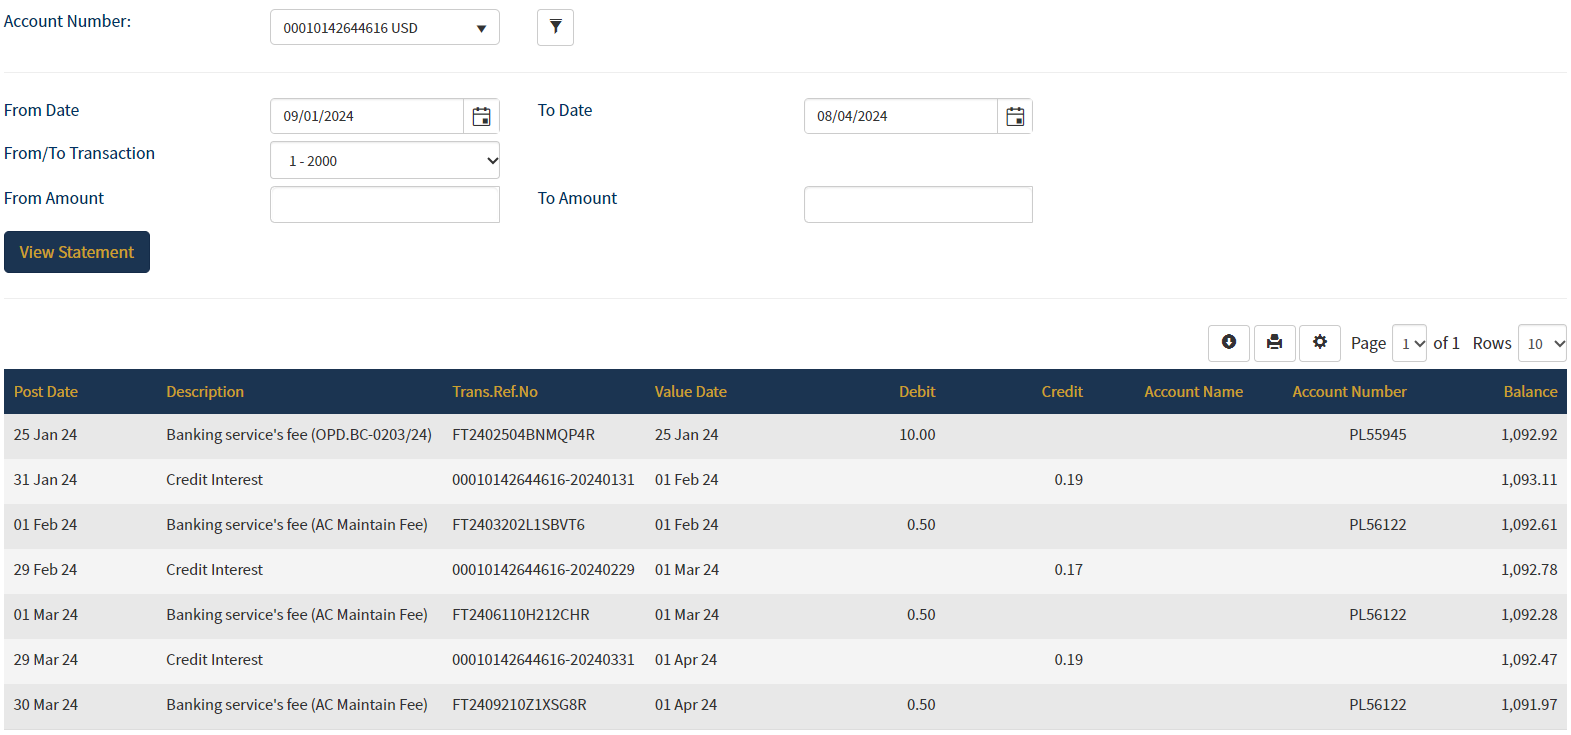 Account Number: 00010142644616 USD
From Date 09/01/2024 To Date 08/04/2024
From/To Transaction 1 - 2000
From Amount To Amount
View Statement
Page 1 of 1 Rows 10
Post Date Description Trans.Ref.No Value Date Debit Credit Account Name Account Number Balance
25 Jan 24 Banking service's fee (OPD.BC-0203/24) FT2402504BNMQP4R 25 Jan 24 10.00 PL55945 1,092.92
31 Jan 24 Credit Interest 00010142644616-20240131 01 Feb 24 0.19 1,093.11
01 Feb 24 Banking service's fee (AC Maintain Fee) FT2403202L1SBVT6 01 Feb 24 0.50 PL56122 1,092.61
29 Feb 24 Credit Interest 00010142644616-20240229 01 Mar 24 0.17 1,092.78
01 Mar 24 Banking service's fee (AC Maintain Fee) FT2406110H212CHR 01 Mar 24 0.50 PL56122 1,092.28
29 Mar 24 Credit Interest 00010142644616-20240331 01 Apr 24 0.19 1,092.47
30 Mar 24 Banking service's fee (AC Maintain Fee) FT2409210Z1XSG8R 01 Apr 24 0.50 PL56122 1,091.97